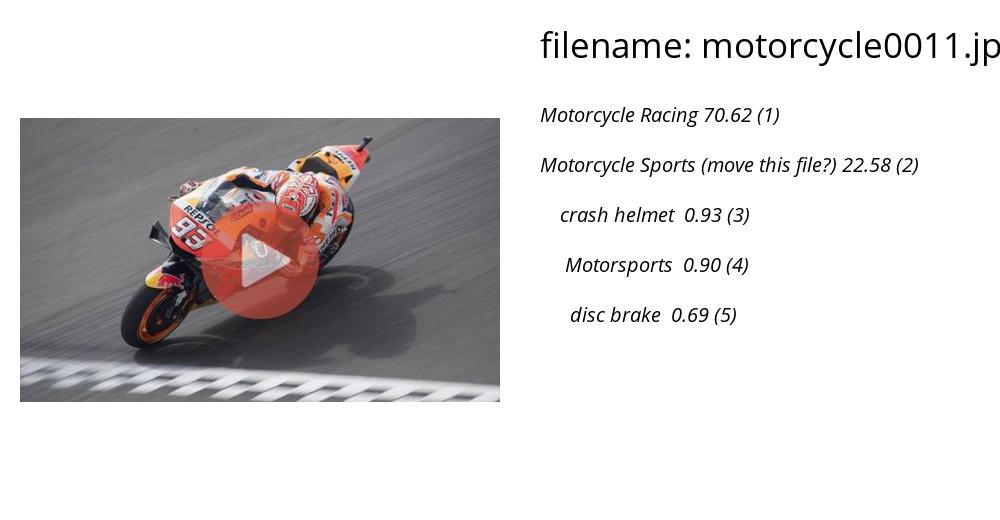 filename: motorcycle0011.jp
Motorcycle Racing 70.62 (1)
Motorcycle Sports (move this file?) 22.58 (2)
crash helmet 0.93 (3)
Motorsports 0.90 (4)
disc brake 0.69 (5)
REPSOL
93